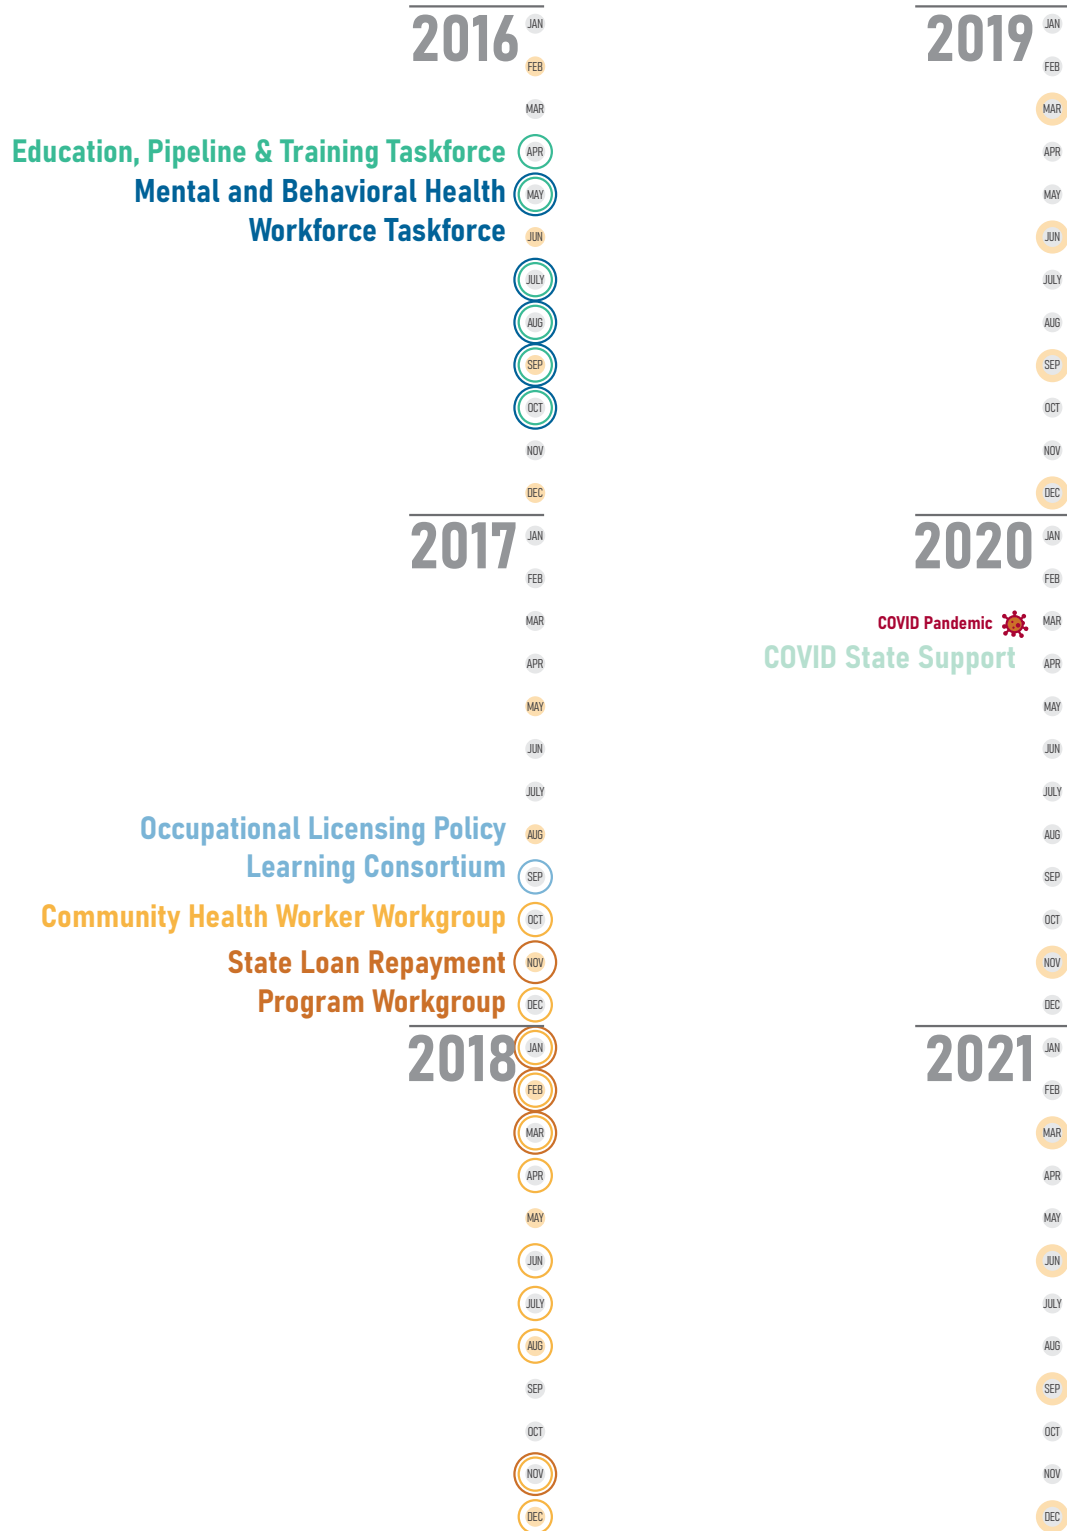 2016
JAN
FEB
MAR
Education, Pipeline & Training Taskforce
APR
Mental and Behavioral Health
MAY
Workforce Taskforce
JUN
JULY
AUG
SEP
OCT
NOV
DEC
2017
JAN
FEB
MAR
APR
MAY
JUN
JULY
Occupational Licensing Policy
AUG
Learning Consortium
SEP
Community Health Worker Workgroup
OCT
State Loan Repayment
NOV
Program Workgroup
DEC
2018
JAN
FEB
MAR
APR
MAY
JUN
JULY
AUG
SEP
OCT
NOV
DEC
2019
JAN
FEB
MAR
APR
MAY
JUN
JULY
AUG
SEP
OCT
NOV
DEC
2020
JAN
FEB
COVID Pandemic
MAR
COVID State Support
APR
MAY
JUN
JULY
AUG
SEP
OCT
NOV
DEC
2021
JAN
FEB
MAR
APR
MAY
JUN
JULY
AUG
SEP
OCT
NOV
DEC